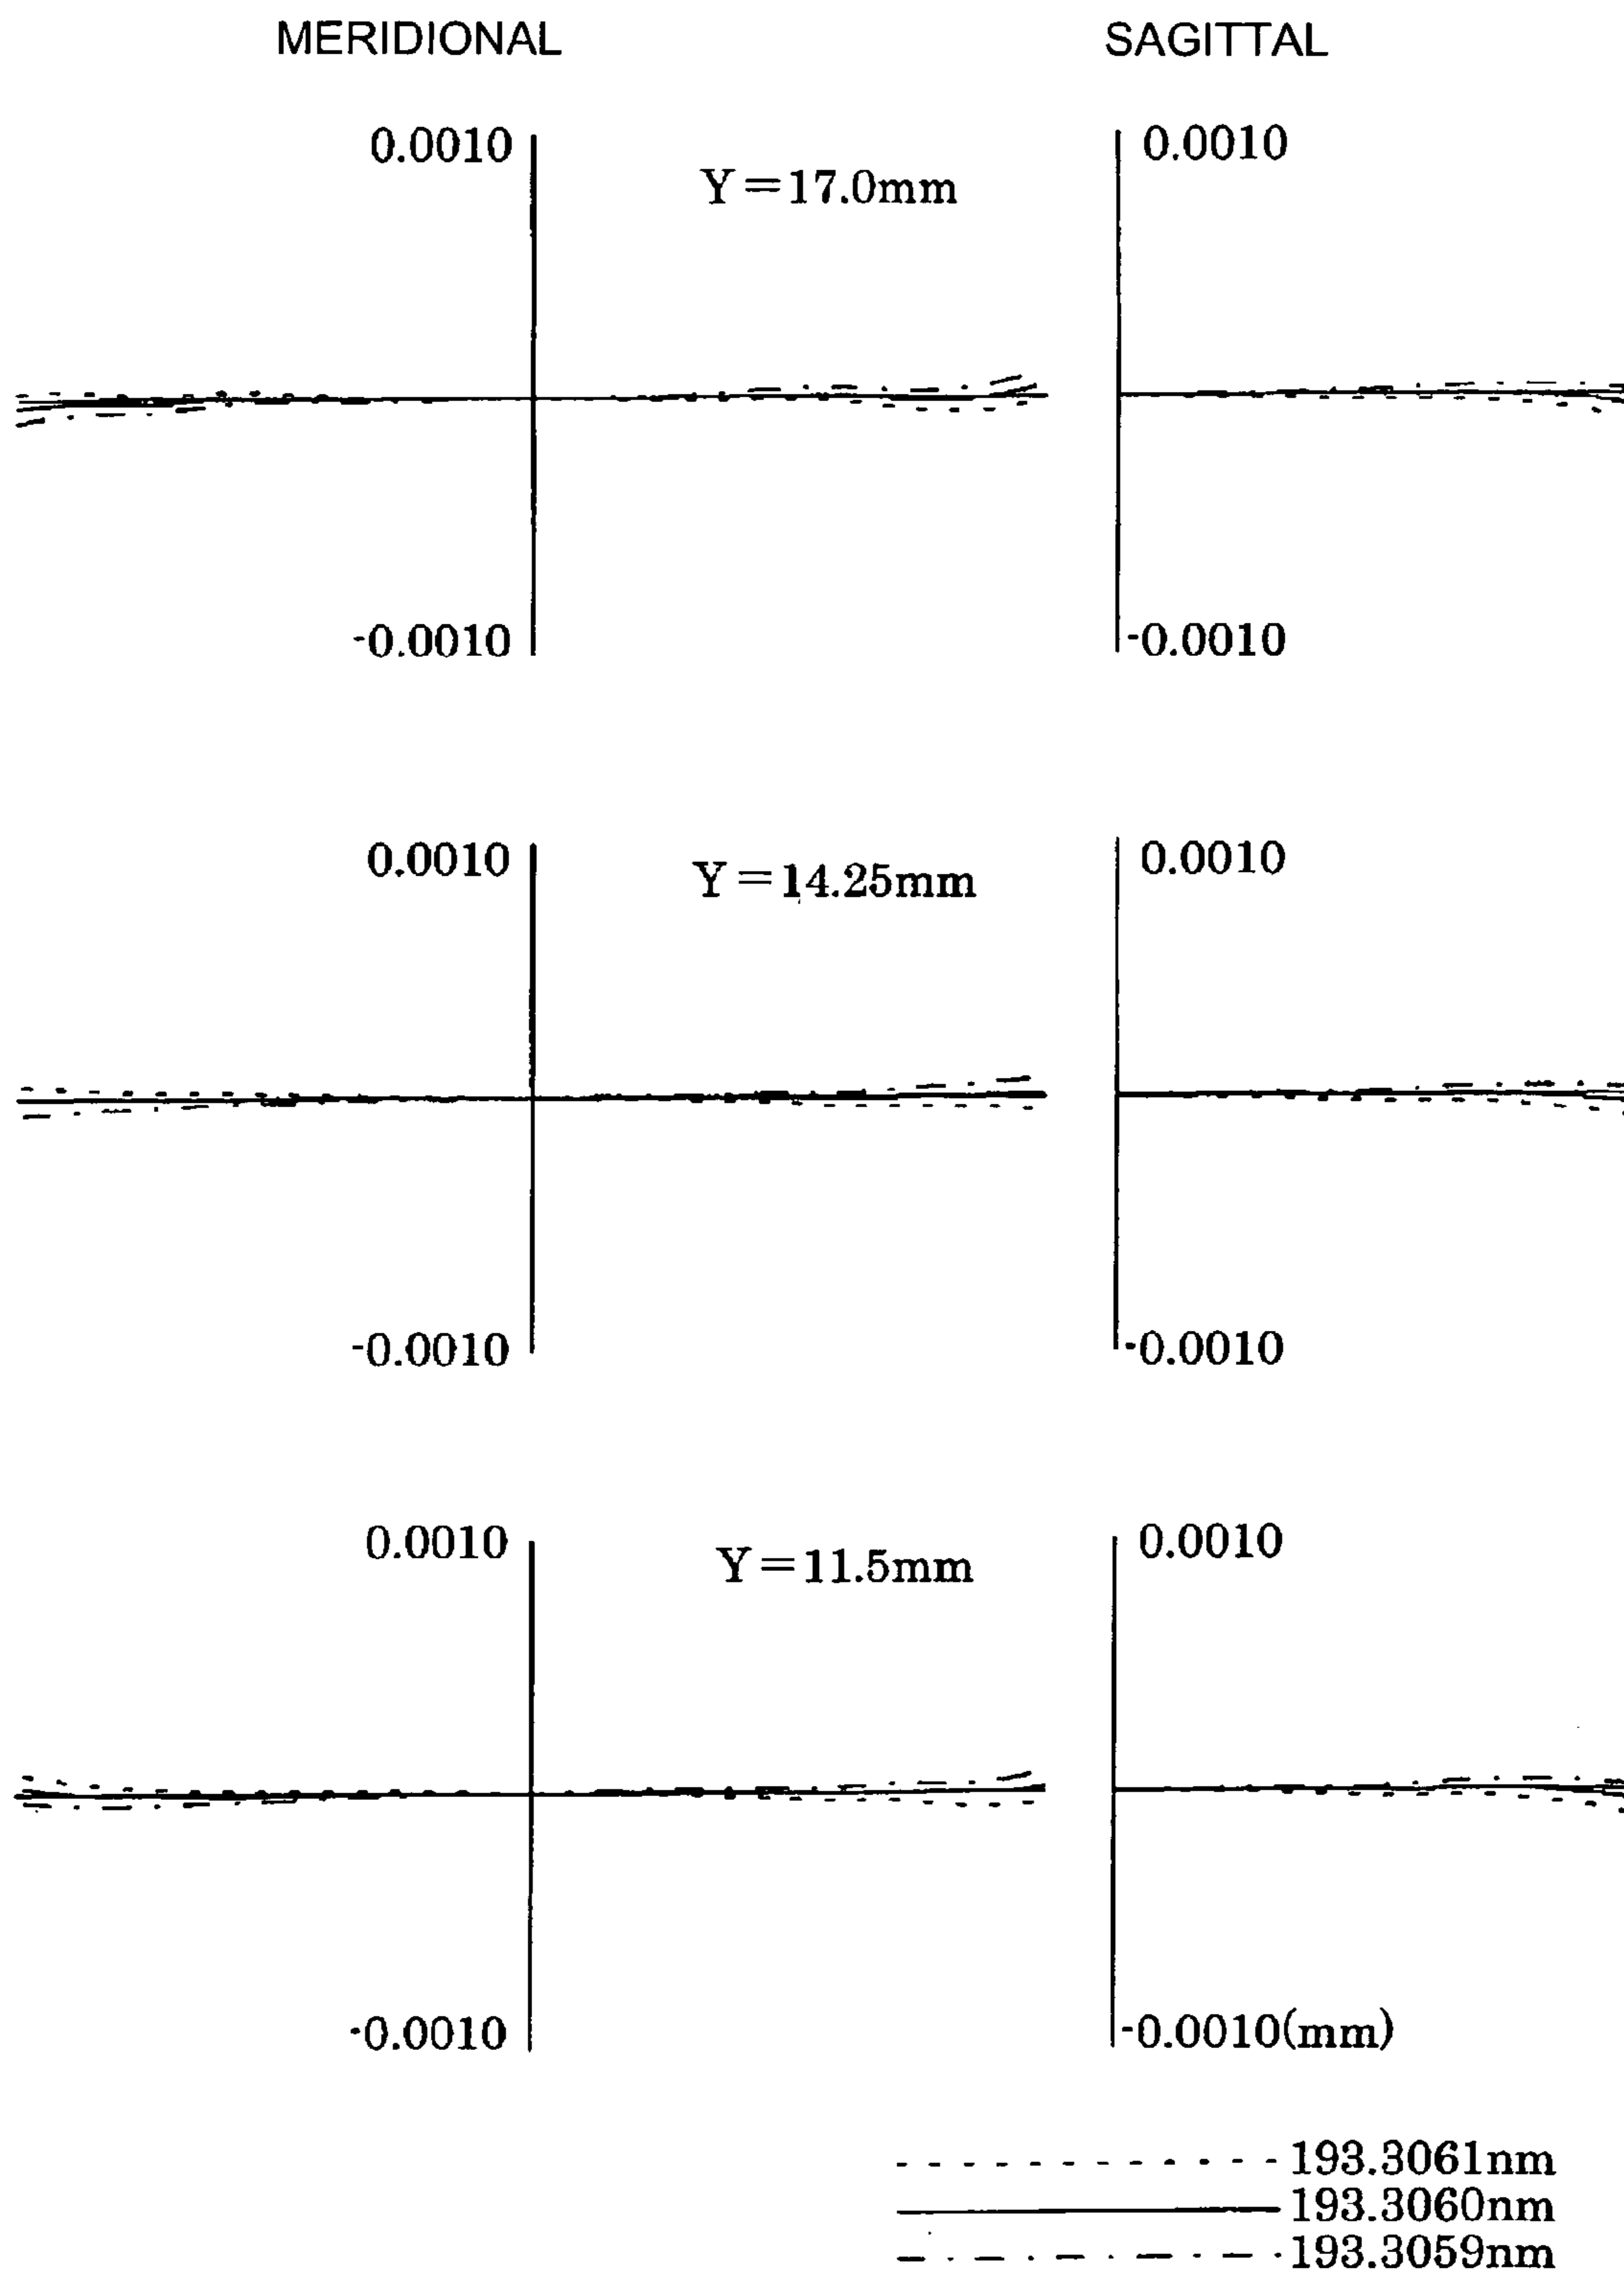 MERIDIONAL SAGITTAL
0.0010 Y=17.0mm 0.0010
-0.0010 -0.0010
0.0010 Y=14.25mm 0.0010
-0.0010 -0.0010
0.0010 Y=11.5mm 0.0010
-0.0010 -0.0010(mm)
193.3061nm
193.3060nm
193.3059nm